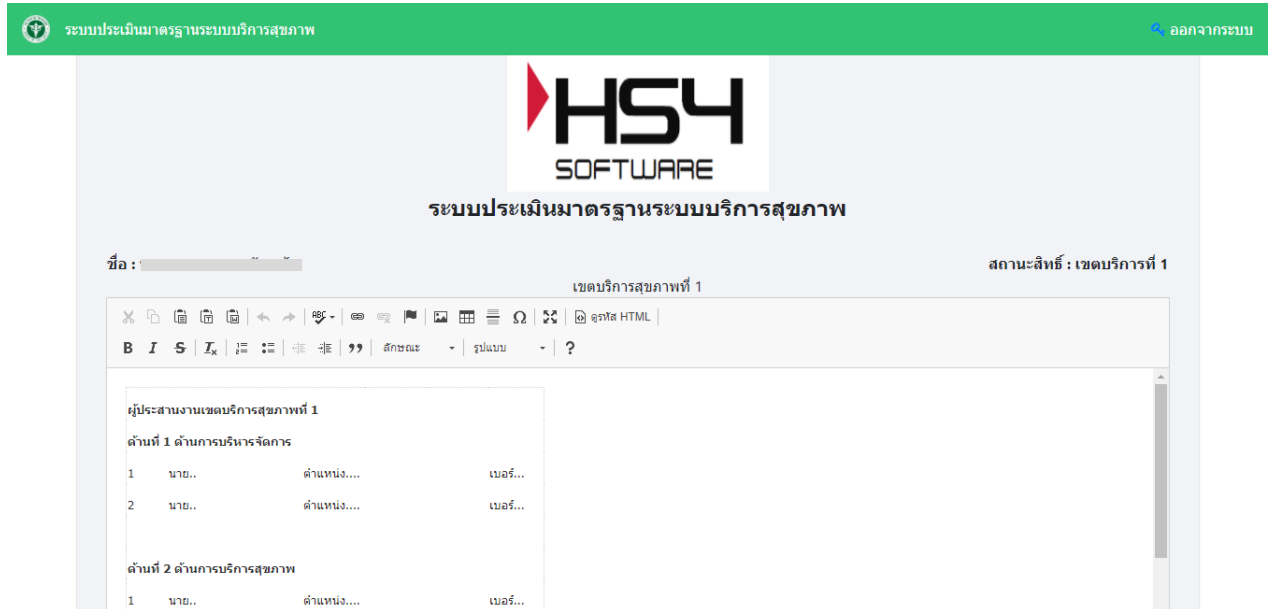 ระบบประเมินมาตรฐานระบบบริการสุขภาพ
ออกจากระบบ
HS4
SOFTWARE
ระบบประเมินมาตรฐานระบบบริการสุขภาพ
ชื่อ :
สถานะสิทธิ์ : เขตบริการที่ 1
เขตบริการสุขภาพที่ 1
ABC
Ω
ดูรหัส HTML
B I S Ix
ลักษณะ
รูปแบบ
?
ผู้ประสานงานเขตบริการสุขภาพที่ 1
ด้านที่ 1 ด้านการบริหารจัดการ
1 นาย.. ตำแหน่ง.... เบอร์...
2 นาย.. ตำแหน่ง.... เบอร์...
ด้านที่ 2 ด้านการบริการสุขภาพ
1 นาย.. ตำแหน่ง.... เบอร์...